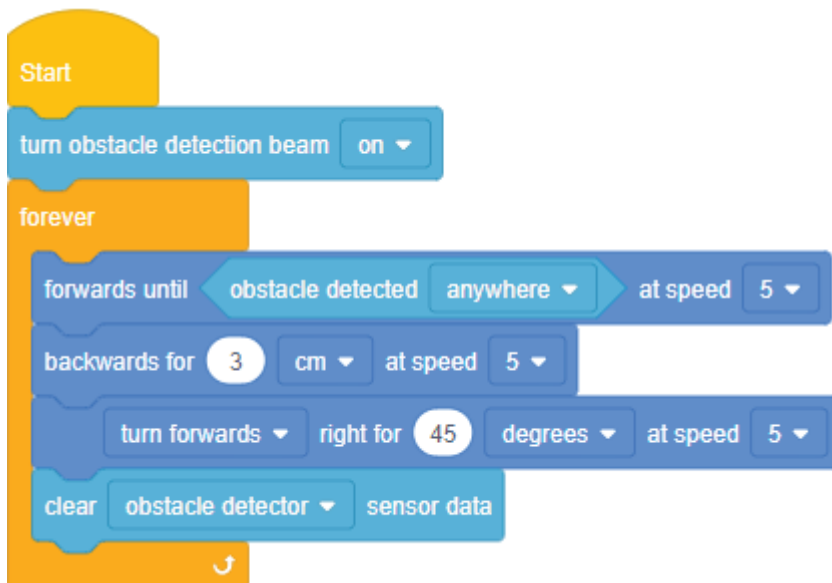 Start
turn obstacle detection beam on
forever
forwards until obstacle detected anywhere at speed 5
backwards for 3 cm at speed 5
turn forwards right for 45 degrees at speed 5
clear obstacle detector sensor data